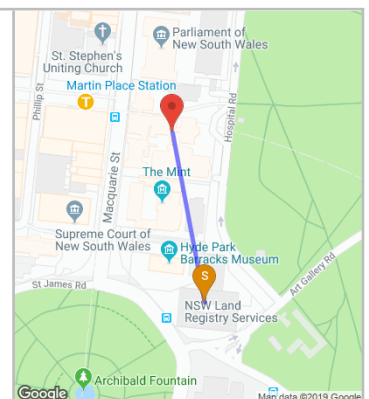 Parliament of
New South Wales
St. Stephen's
Uniting Church
Martin Place Station
T
Phillip St
Macquarie St
Hospital Rd
The Mint
Supreme Court of
New South Wales
Hyde Park
Barracks Museum
S
St James Rd
NSW Land
Registry Services
Art Gallery Rd
Archibald Fountain
Google
Map data ©2019 Google